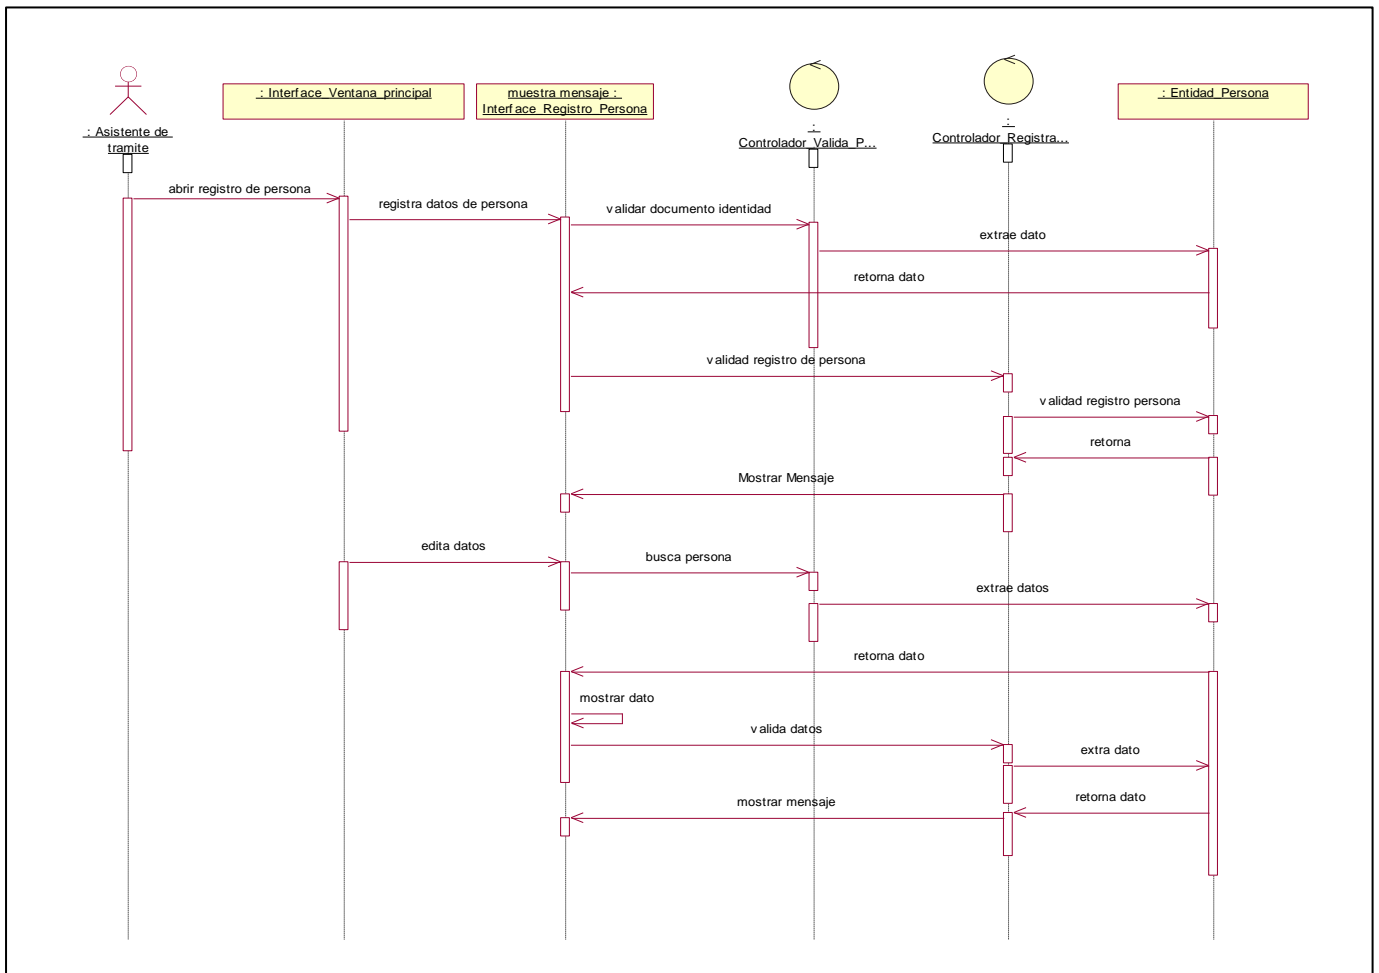 : Interface_Ventana_principal
muestra mensaje :
Interface_Registro_Persona
: Entidad_Persona
: Asistente de
tramite
:
Controlador_Valida_P...
:
Controlador_Registra...
abrir registro de persona
registra datos de persona
validar documento identidad
extrae dato
retorna dato
validad registro de persona
validad registro persona
retorna
Mostrar Mensaje
edita datos
busca persona
extrae datos
retorna dato
mostrar dato
valida datos
extra dato
retorna dato
mostrar mensaje